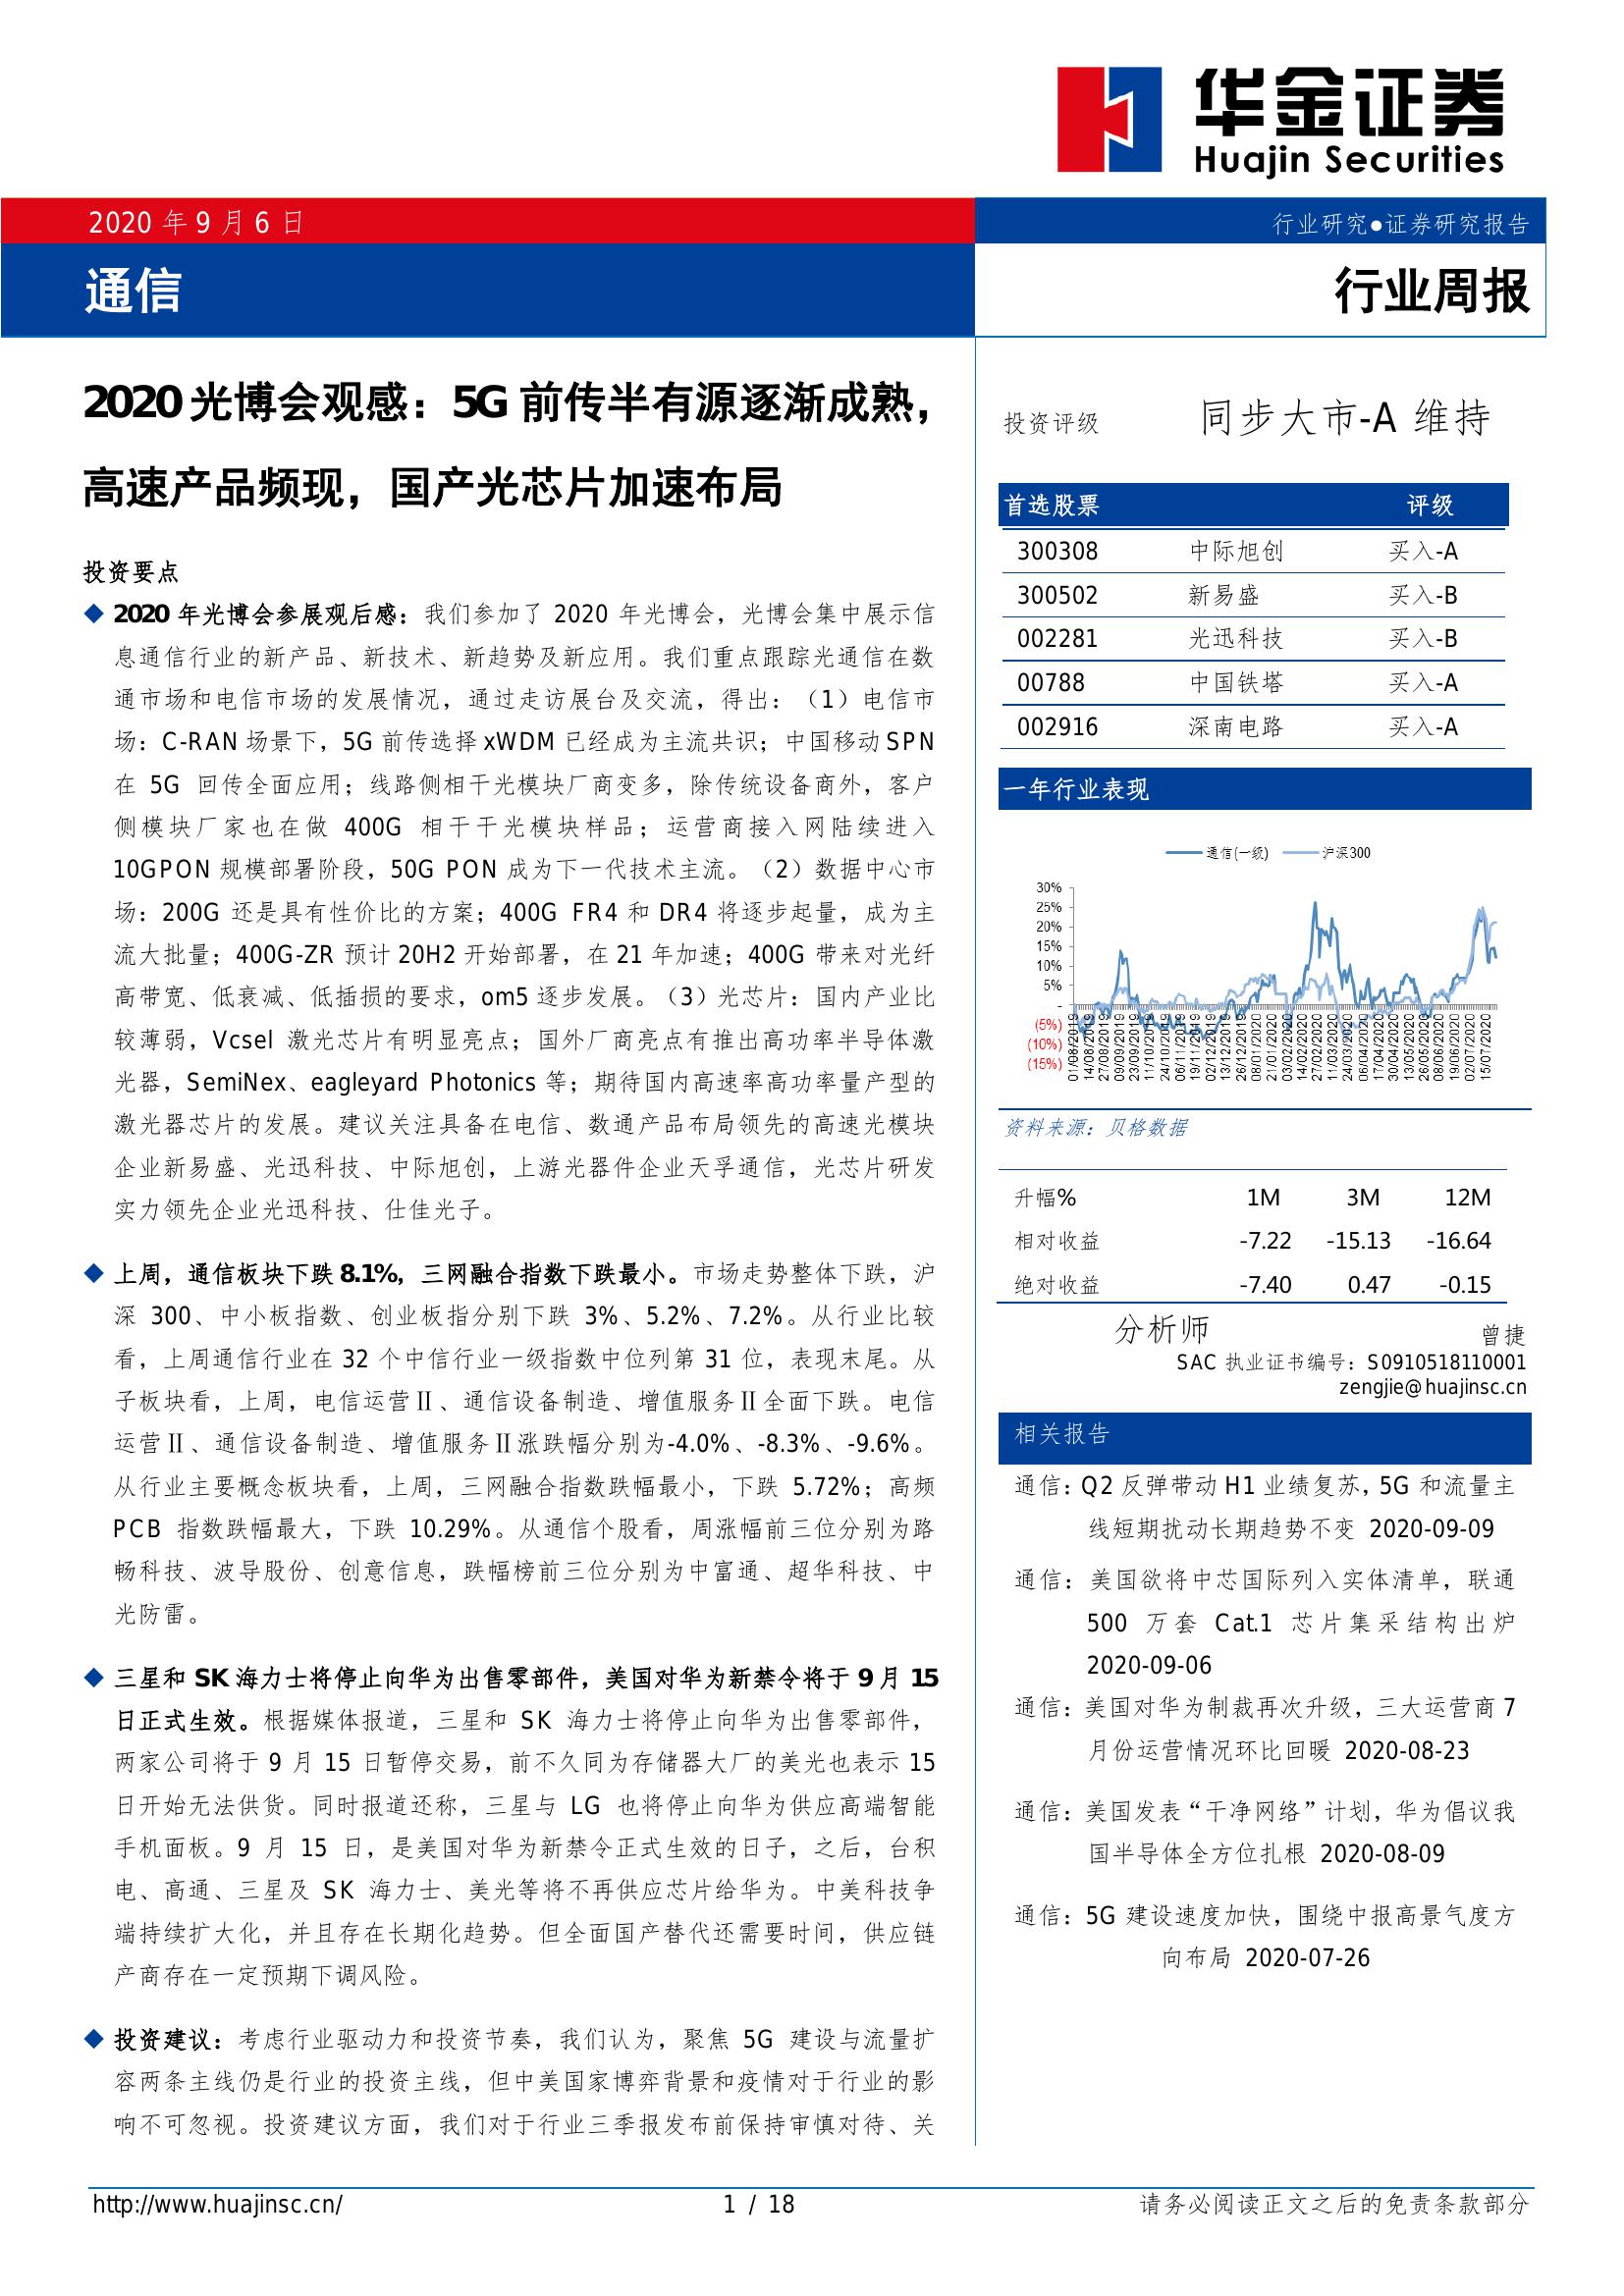 华金证券
Huajin Securities
2020 年 9 月 6 日
行业研究●证券研究报告
通信
行业周报
2020 光博会观感：5G 前传半有源逐渐成熟，
高速产品频现，国产光芯片加速布局
投资要点
◆ 2020 年光博会参展观后感：我们参加了 2020 年光博会，光博会集中展示信
息通信行业的新产品、新技术、新趋势及新应用。我们重点跟踪光通信在数
通市场和电信市场的发展情况，通过走访展台及交流，得出：（1）电信市
场：C-RAN 场景下，5G 前传选择 xWDM 已经成为主流共识；中国移动 SPN
在 5G 回传全面应用；线路侧相干光模块厂商变多，除传统设备商外，客户
侧模块厂家也在做 400G 相干干光模块样品；运营商接入网陆续进入
10GPON 规模部署阶段，50G PON 成为下一代技术主流。（2）数据中心市
场：200G 还是具有性价比的方案；400G FR4 和 DR4 将逐步起量，成为主
流大批量；400G-ZR 预计 20H2 开始部署，在 21 年加速；400G 带来对光纤
高带宽、低衰减、低插损的要求，om5 逐步发展。（3）光芯片：国内产业比
较薄弱，Vcsel 激光芯片有明显亮点；国外厂商亮点有推出高功率半导体激
光器，SemiNex、eagleyard Photonics 等；期待国内高速率高功率量产型的
激光器芯片的发展。建议关注具备在电信、数通产品布局领先的高速光模块
企业新易盛、光迅科技、中际旭创，上游光器件企业天孚通信，光芯片研发
实力领先企业光迅科技、仕佳光子。
◆ 上周，通信板块下跌 8.1%，三网融合指数下跌最小。市场走势整体下跌，沪
深 300、中小板指数、创业板指分别下跌 3%、5.2%、7.2%。从行业比较
看，上周通信行业在 32 个中信行业一级指数中位列第 31 位，表现末尾。从
子板块看，上周，电信运营Ⅱ、通信设备制造、增值服务Ⅱ全面下跌。电信
运营Ⅱ、通信设备制造、增值服务Ⅱ涨跌幅分别为-4.0%、-8.3%、-9.6%。
从行业主要概念板块看，上周，三网融合指数跌幅最小，下跌 5.72%；高频
PCB 指数跌幅最大，下跌 10.29%。从通信个股看，周涨幅前三位分别为路
畅科技、波导股份、创意信息，跌幅榜前三位分别为中富通、超华科技、中
光防雷。
◆ 三星和 SK 海力士将停止向华为出售零部件，美国对华为新禁令将于 9 月 15
日正式生效。根据媒体报道，三星和 SK 海力士将停止向华为出售零部件，
两家公司将于 9 月 15 日暂停交易，前不久同为存储器大厂的美光也表示 15
日开始无法供货。同时报道还称，三星与 LG 也将停止向华为供应高端智能
手机面板。9 月 15 日，是美国对华为新禁令正式生效的日子，之后，台积
电、高通、三星及 SK 海力士、美光等将不再供应芯片给华为。中美科技争
端持续扩大化，并且存在长期化趋势。但全面国产替代还需要时间，供应链
产商存在一定预期下调风险。
◆ 投资建议：考虑行业驱动力和投资节奏，我们认为，聚焦 5G 建设与流量扩
容两条主线仍是行业的投资主线，但中美国家博弈背景和疫情对于行业的影
响不可忽视。投资建议方面，我们对于行业三季报发布前保持审慎对待、关
投资评级 同步大市-A 维持
首选股票 评级
300308 中际旭创 买入-A
300502 新易盛 买入-B
002281 光迅科技 买入-B
00788 中国铁塔 买入-A
002916 深南电路 买入-A
一年行业表现
通信(一级) 沪深300
30%
25%
20%
15%
10%
5%
-
(5%)
(10%)
(15%)
01/08/2019
14/08/2019
27/08/2019
09/09/2019
23/09/2019
11/10/2019
24/10/2019
06/11/2019
19/11/2019
02/12/2019
13/12/2019
26/12/2019
08/01/2020
21/01/2020
03/02/2020
14/02/2020
27/02/2020
11/03/2020
24/03/2020
06/04/2020
17/04/2020
30/04/2020
13/05/2020
26/05/2020
08/06/2020
19/06/2020
02/07/2020
15/07/2020
资料来源：贝格数据
升幅% 1M 3M 12M
相对收益 -7.22 -15.13 -16.64
绝对收益 -7.40 0.47 -0.15
分析师 曾捷
SAC 执业证书编号：S0910518110001
zengjie@huajinsc.cn
相关报告
通信：Q2 反弹带动 H1 业绩复苏，5G 和流量主
线短期扰动长期趋势不变 2020-09-09
通信：美国欲将中芯国际列入实体清单，联通
500 万套 Cat.1 芯片集采结构出炉
2020-09-06
通信：美国对华为制裁再次升级，三大运营商 7
月份运营情况环比回暖 2020-08-23
通信：美国发表“干净网络”计划，华为倡议我
国半导体全方位扎根 2020-08-09
通信：5G 建设速度加快，围绕中报高景气度方
向布局 2020-07-26
http://www.huajinsc.cn/ 1 / 18 请务必阅读正文之后的免责条款部分